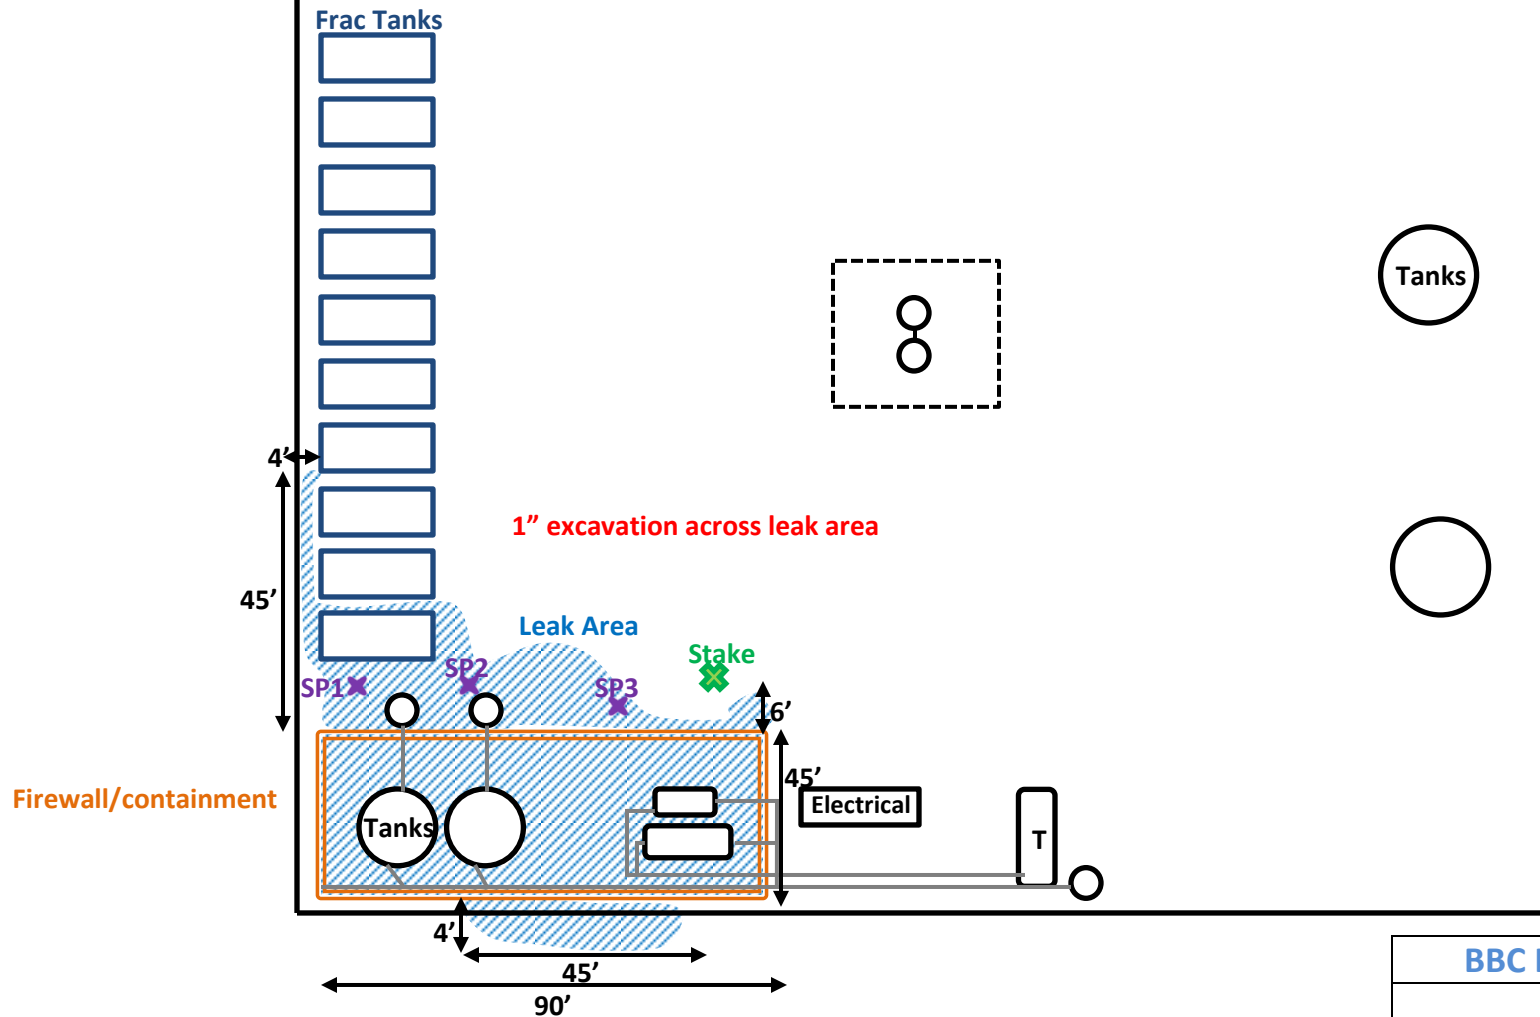 Frac Tanks
Tanks
4’
1” excavation across leak area
45’
Leak Area
Stake
SP2
SP1
SP3
6’
45’
Firewall/containment
Electrical
Tanks
T
4’
45’
90’
BBC